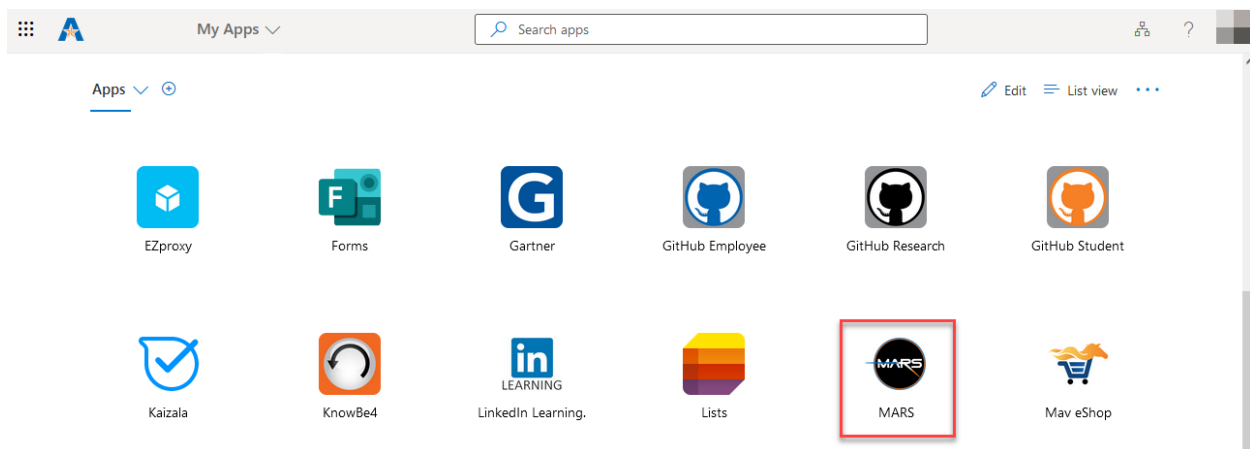 My Apps
Search apps
?
Apps
Edit
List view
EZproxy
F
Forms
G
Gartner
GitHub Employee
GitHub Research
GitHub Student
Kaizala
KnowBe4
in
LEARNING
LinkedIn Learning.
Lists
MARS
MARS
Mav eShop